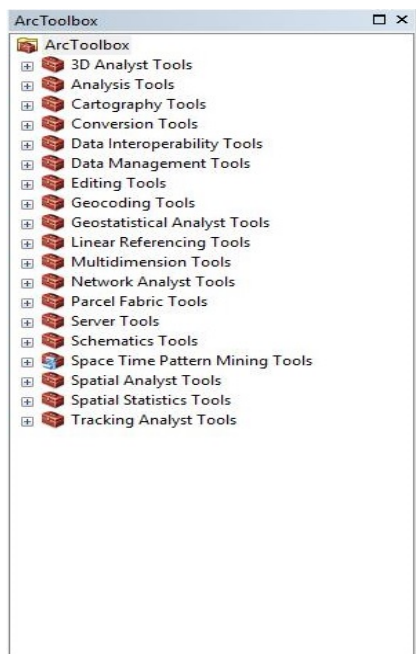 ArcToolbox
ArcToolbox
3D Analyst Tools
Analysis Tools
Cartography Tools
Conversion Tools
Data Interoperability Tools
Data Management Tools
Editing Tools
Geocoding Tools
Geostatistical Analyst Tools
Linear Referencing Tools
Multidimension Tools
Network Analyst Tools
Parcel Fabric Tools
Server Tools
Schematics Tools
Space Time Pattern Mining Tools
Spatial Analyst Tools
Spatial Statistics Tools
Tracking Analyst Tools